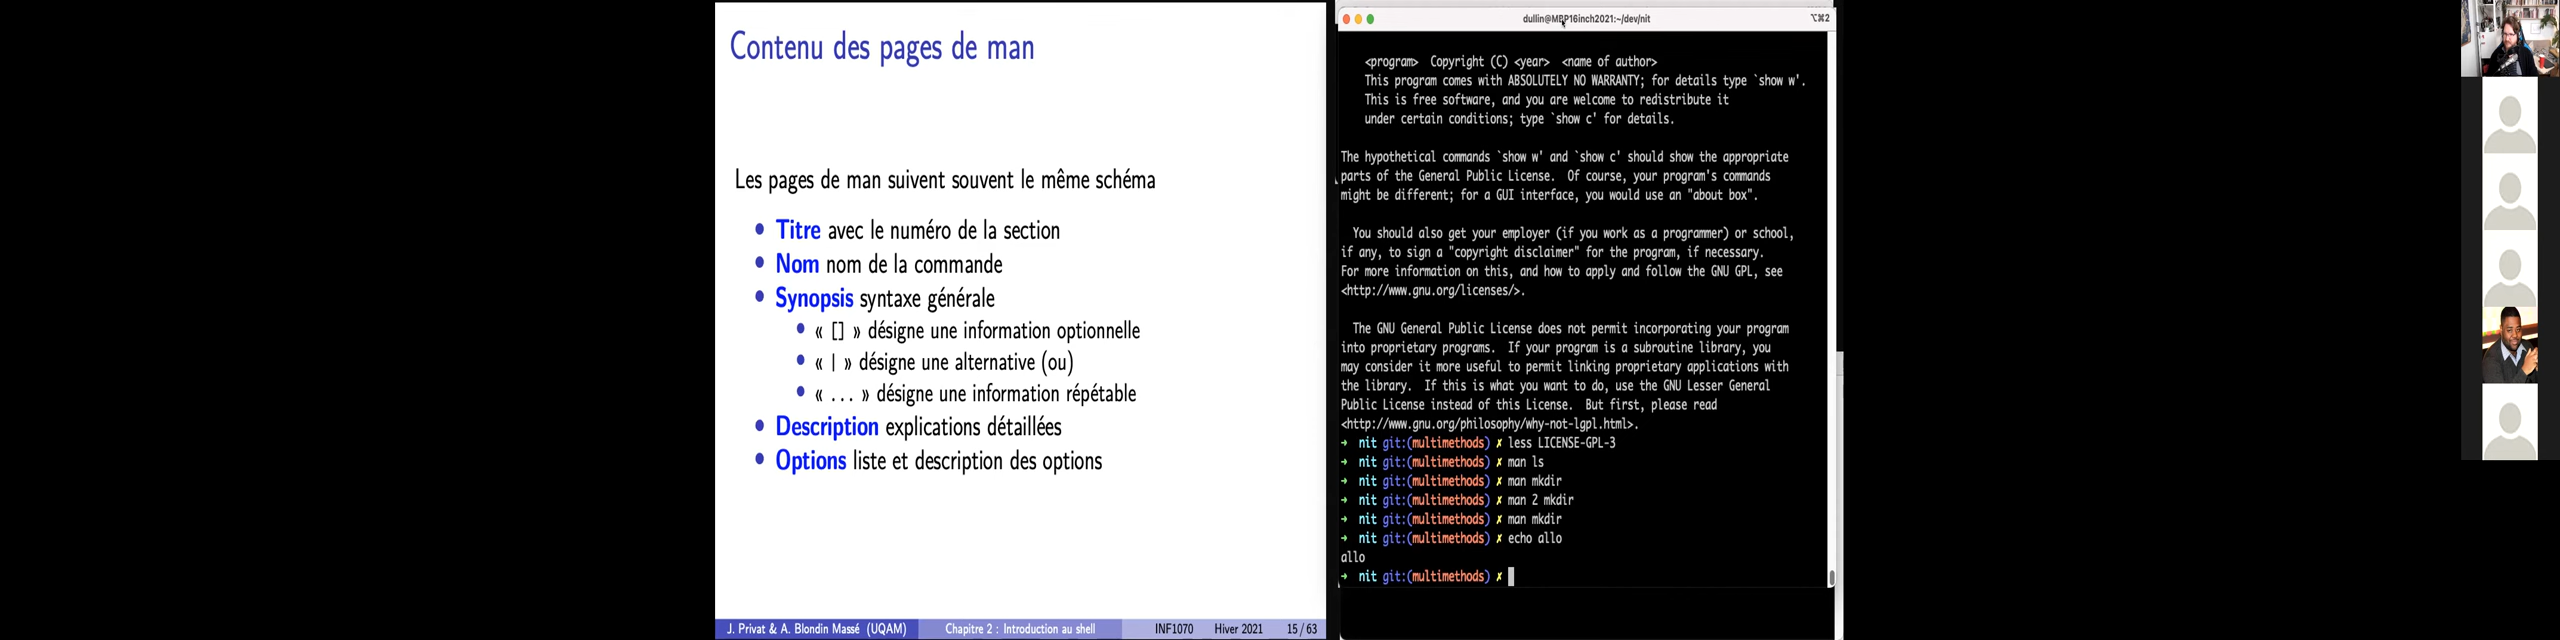 Contenu des pages de man
Les pages de man suivent souvent le même schéma
• Titre avec le numéro de la section
• Nom nom de la commande
• Synopsis syntaxe générale
• « [] » désigne une information optionnelle
• « | » désigne une alternative (ou)
• « ... » désigne une information répétable
• Description explications détaillées
• Options liste et description des options
J. Privat & A. Blondin Massé (UQAM) Chapitre 2 : Introduction au shell INF1070 Hiver 2021 15 / 63
dullin@MBP16inch2021:~/dev/nit ⌥⌘2
<program> Copyright (C) <year> <name of author>
This program comes with ABSOLUTELY NO WARRANTY; for details type `show w'.
This is free software, and you are welcome to redistribute it
under certain conditions; type `show c' for details.
The hypothetical commands `show w' and `show c' should show the appropriate
parts of the General Public License. Of course, your program's commands
might be different; for a GUI interface, you would use an "about box".
You should also get your employer (if you work as a programmer) or school,
if any, to sign a "copyright disclaimer" for the program, if necessary.
For more information on this, and how to apply and follow the GNU GPL, see
<http://www.gnu.org/licenses/>.
The GNU General Public License does not permit incorporating your program
into proprietary programs. If your program is a subroutine library, you
may consider it more useful to permit linking proprietary applications with
the library. If this is what you want to do, use the GNU Lesser General
Public License instead of this License. But first, please read
<http://www.gnu.org/philosophy/why-not-lgpl.html>.
→ nit git:(multimethods) ✗ less LICENSE-GPL-3
→ nit git:(multimethods) ✗ man ls
→ nit git:(multimethods) ✗ man mkdir
→ nit git:(multimethods) ✗ man 2 mkdir
→ nit git:(multimethods) ✗ man mkdir
→ nit git:(multimethods) ✗ echo allo
allo
→ nit git:(multimethods) ✗